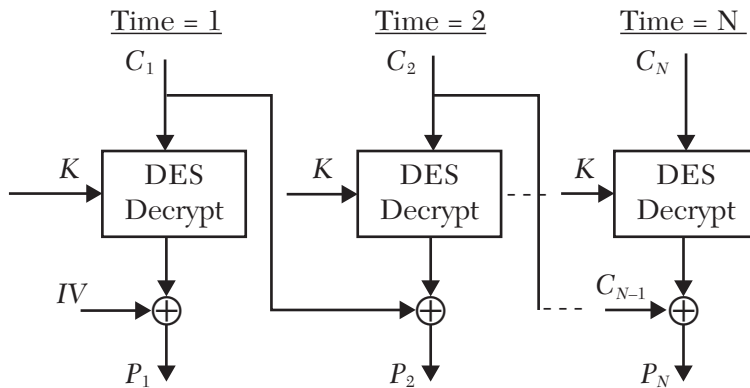 Time = 1 Time = 2 Time = N
C1 C2 CN
K DES Decrypt K DES Decrypt K DES Decrypt
IV CN–1
P1 P2 PN